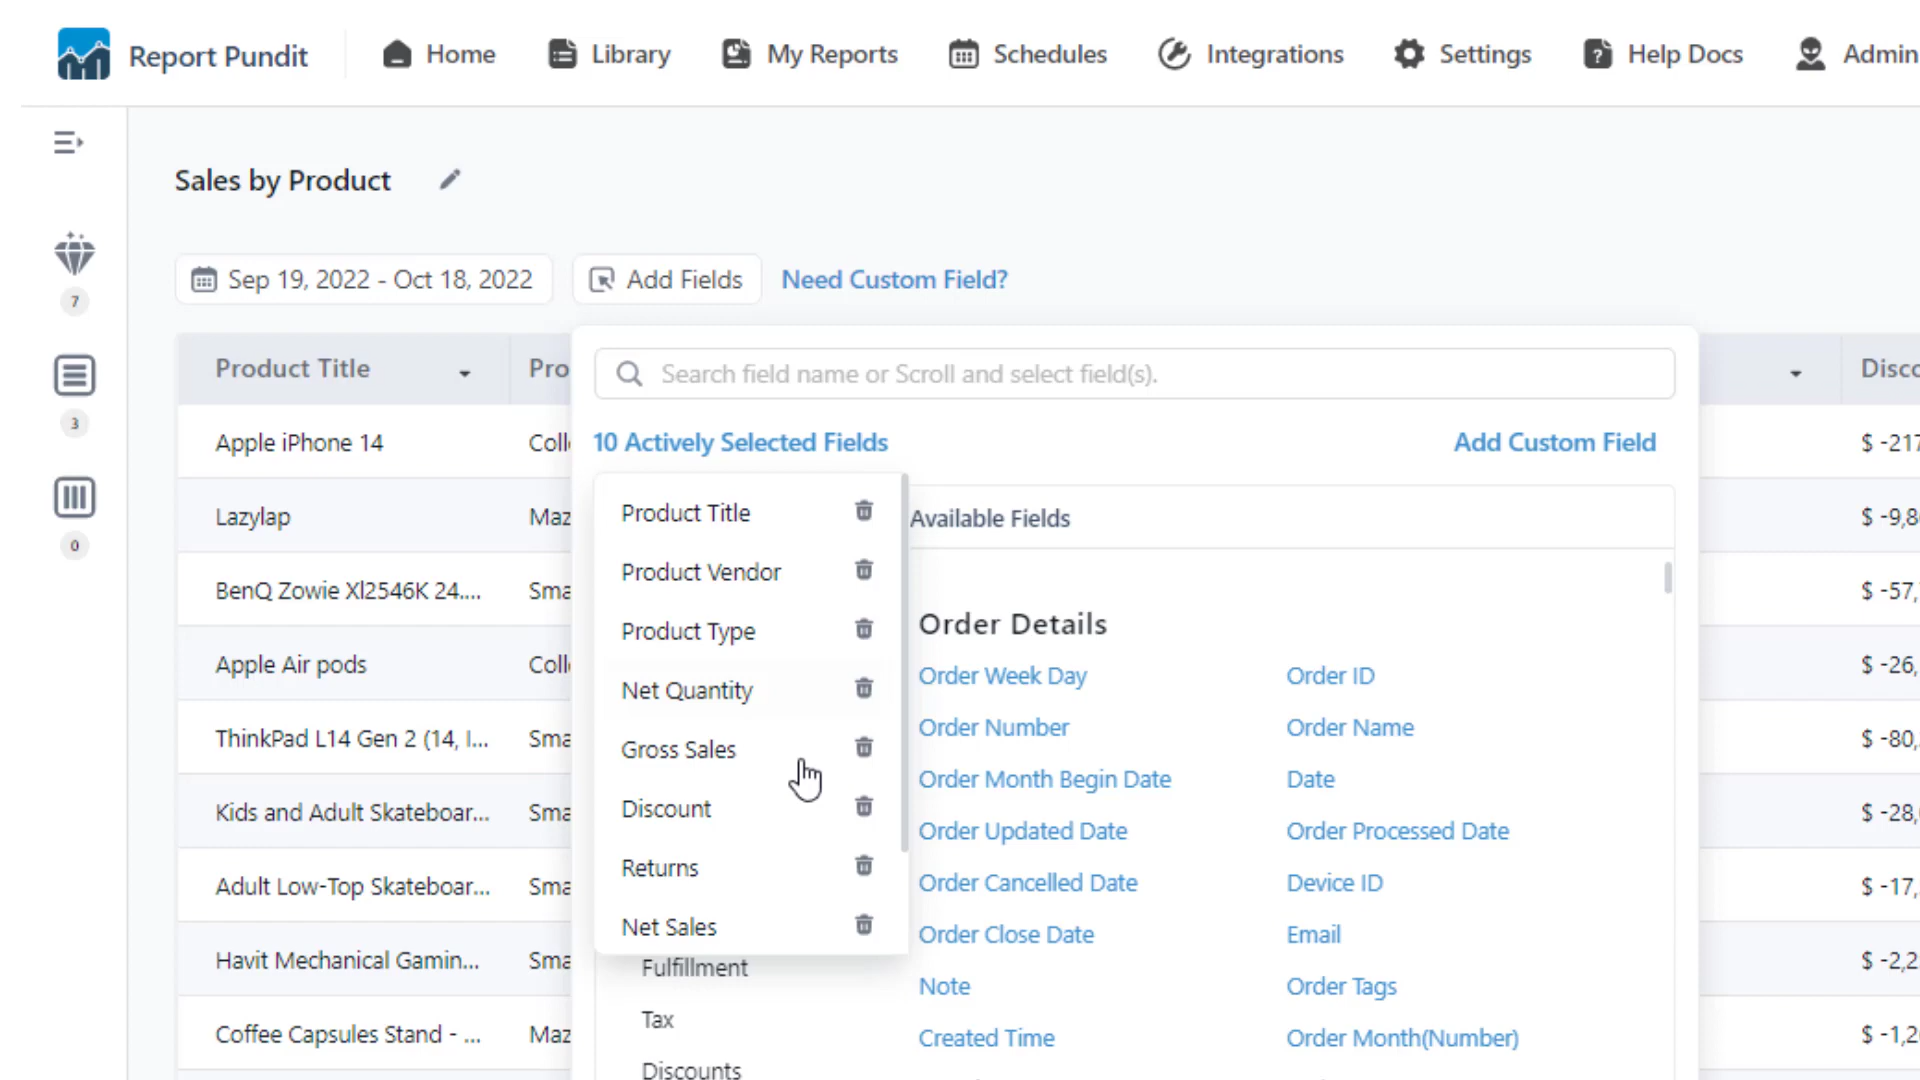 Report Pundit
Home
Library
My Reports
Schedules
Integrations
Settings
Help Docs
Admin
Sales by Product
7
3
0
Sep 19, 2022 - Oct 18, 2022
Add Fields
Need Custom Field?
Product Title
Pro
Disco
Search field name or Scroll and select field(s).
10 Actively Selected Fields
Add Custom Field
Apple iPhone 14
Coll
$ -217
Lazylap
Maz
$ -9,8
BenQ Zowie Xl2546K 24....
Sma
$ -57,
Apple Air pods
Coll
$ -26,
ThinkPad L14 Gen 2 (14, I...
Sma
$ -80,
Kids and Adult Skateboar...
Sma
$ -28,
Adult Low-Top Skateboar...
Sma
$ -17,
Havit Mechanical Gamin...
Sma
$ -2,2
Coffee Capsules Stand - ...
Maz
$ -1,2
Product Title
Product Vendor
Product Type
Net Quantity
Gross Sales
Discount
Returns
Net Sales
Fulfillment
Tax
Discounts
Available Fields
Order Details
Order Week Day
Order ID
Order Number
Order Name
Order Month Begin Date
Date
Order Updated Date
Order Processed Date
Order Cancelled Date
Device ID
Order Close Date
Email
Note
Order Tags
Created Time
Order Month(Number)